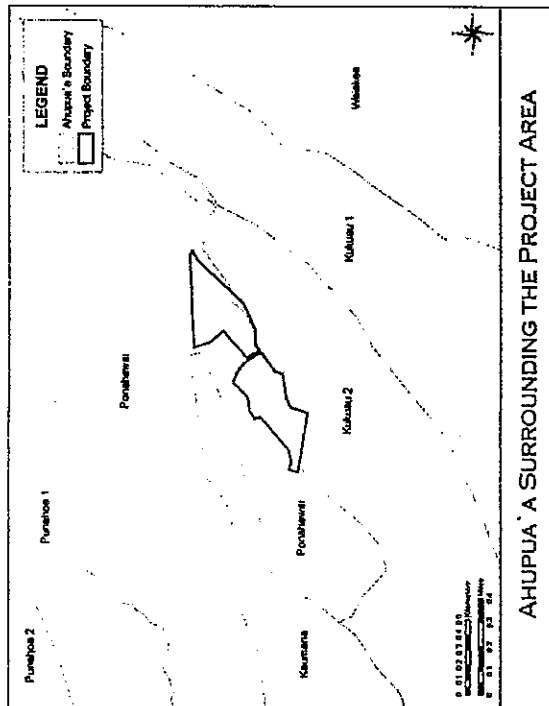 LEGEND
Ahupua'a Boundary
Project Boundary
Punahoa 2
Punahoa 1
Ponahawai
Waiakea
Kukuau 1
Kukuau 2
Ponahawai
Kaumana
AHUPUA`A SURROUNDING THE PROJECT AREA